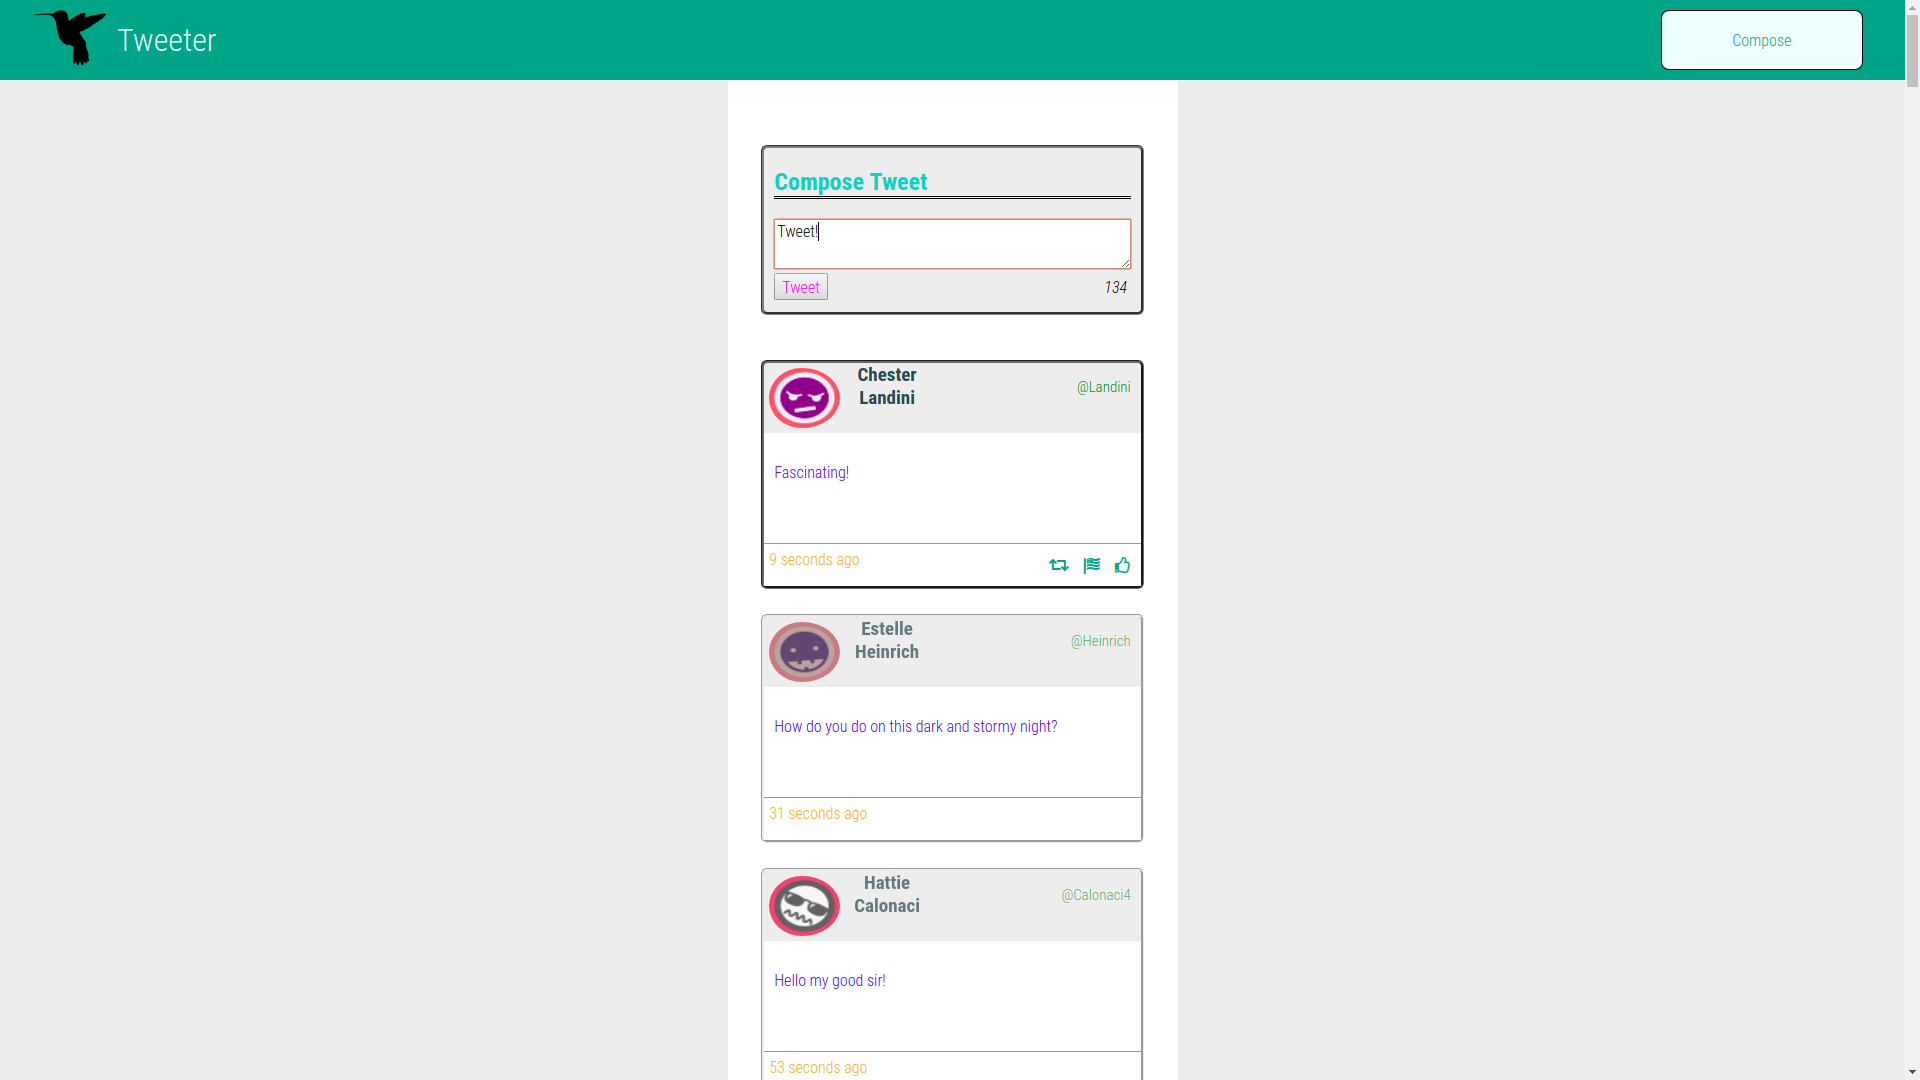 Tweeter
Compose
Compose Tweet
Tweet!
Tweet
134
Chester
Landini
@Landini
Fascinating!
9 seconds ago
Estelle
Heinrich
@Heinrich
How do you do on this dark and stormy night?
31 seconds ago
Hattie
Calonaci
@Calonaci4
Hello my good sir!
53 seconds ago